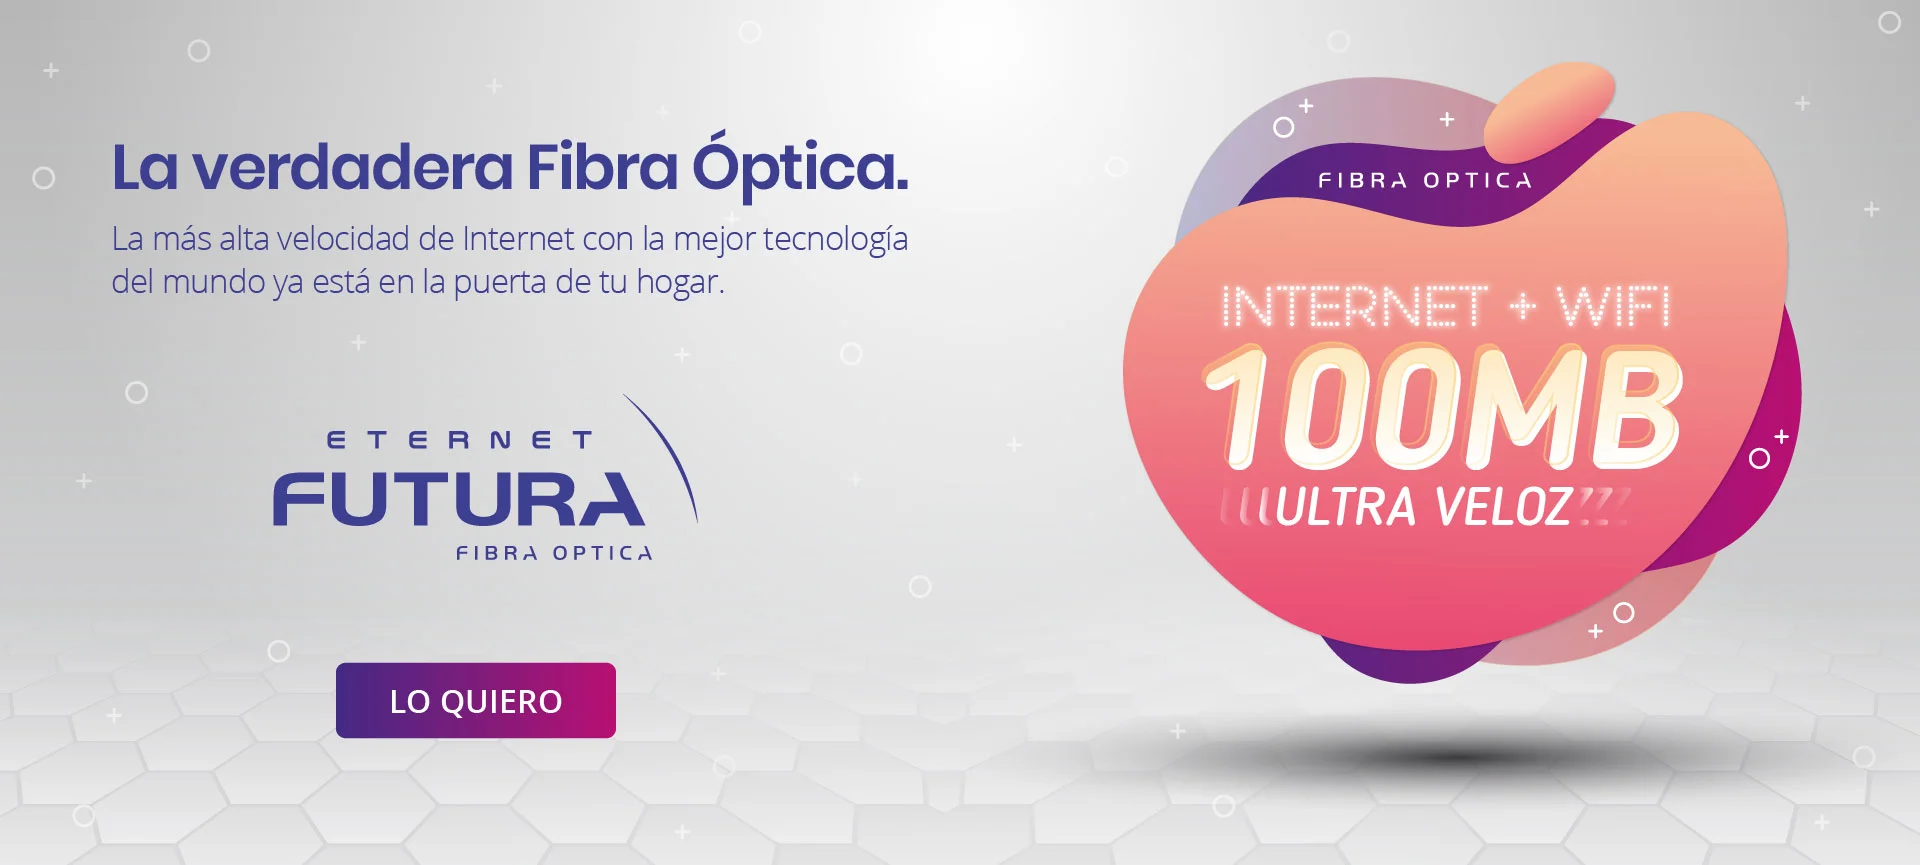 La verdadera Fibra Óptica.
La más alta velocidad de Internet con la mejor tecnología
del mundo ya está en la puerta de tu hogar.
ETERNET
FUTURA
FIBRA OPTICA
LO QUIERO
FIBRA OPTICA
INTERNET + WIFI
100MB
ULTRA VELOZ